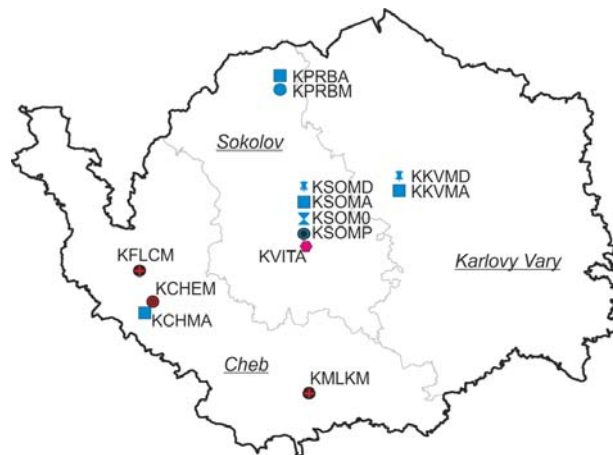 KPRBA
KPRBM
Sokolov
KSOMD
KSOMA
KSOM0
KSOMP
KVITA
KKVMD
KKVMA
Karlovy Vary
KFLCM
KCHEM
KCHMA
Cheb
KMLKM